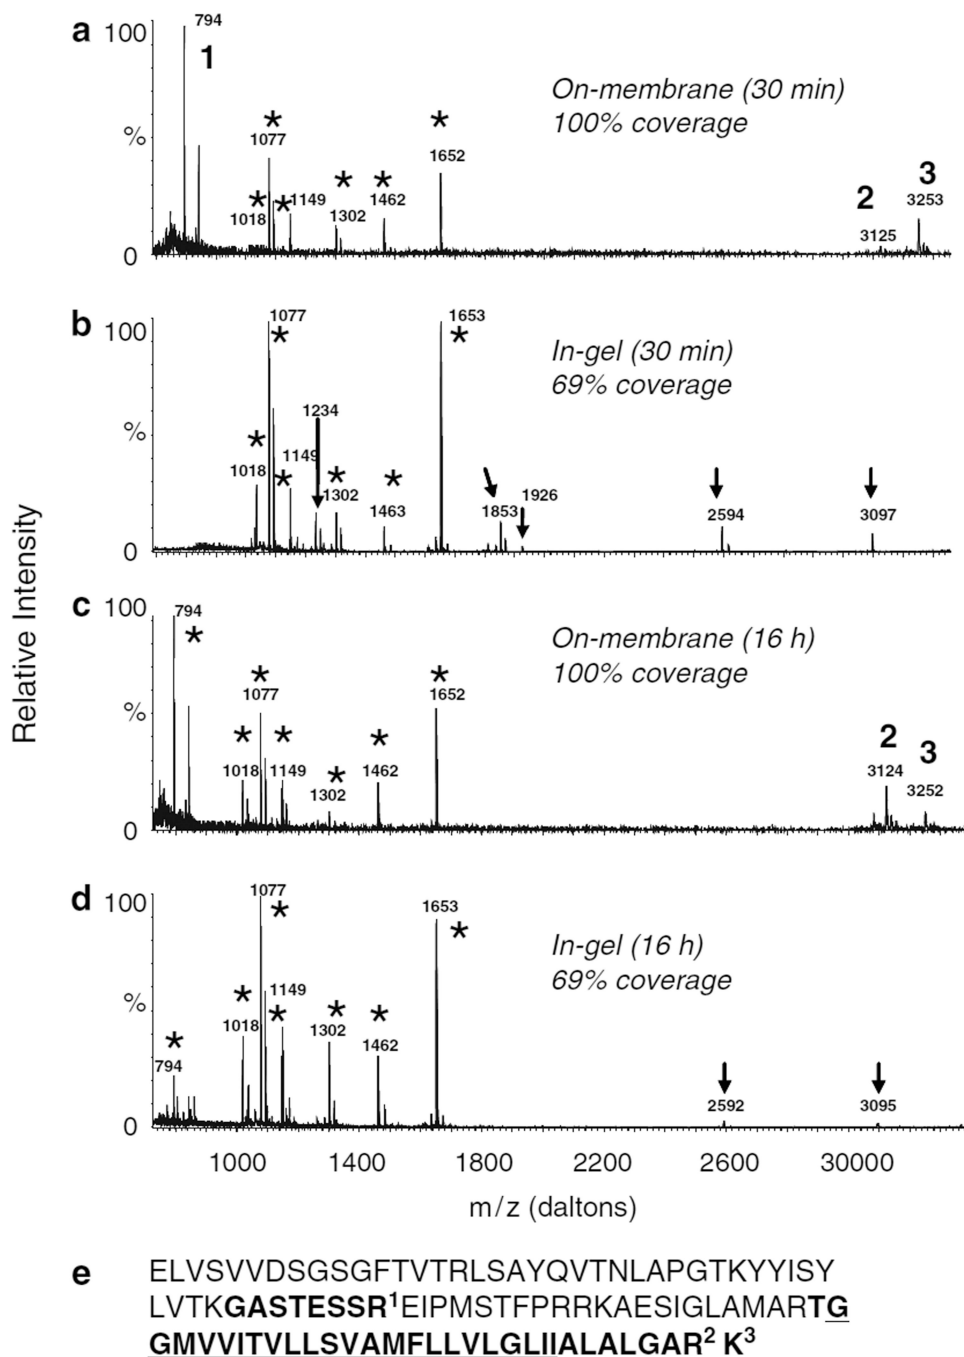 a 100 794
1
On-membrane (30 min)
100% coverage
% * 1077 * 1652
* 1018 * 1149 * 1302 * 1462
2 3125 3 3253
0
b 100 1077 * 1653 *
In-gel (30 min)
69% coverage
% 1234
* 1018 * 1149 * 1302 * 1463
1853 1926 2594 3097
0
Relative Intensity
c 100 794 *
On-membrane (16 h)
100% coverage
% * 1077 * 1652
* 1018 * 1149 * 1302 * 1462
2 3124 3 3252
0
d 100 1077 * 1653 *
In-gel (16 h)
69% coverage
%
* 794 * 1018 * 1149 * 1302 * 1462
2592 3095
0
1000 1400 1800 2200 2600 30000
m/z (daltons)
e ELVSVVDSGSGFTVTRLSAYQVTNLAPGTKYYISY
LVTKGASTESSR¹EIPMSTFPRRKAESIGLAMARTG
GMVVITVLLSVAMFLLVLGLIIALALGAR² K³